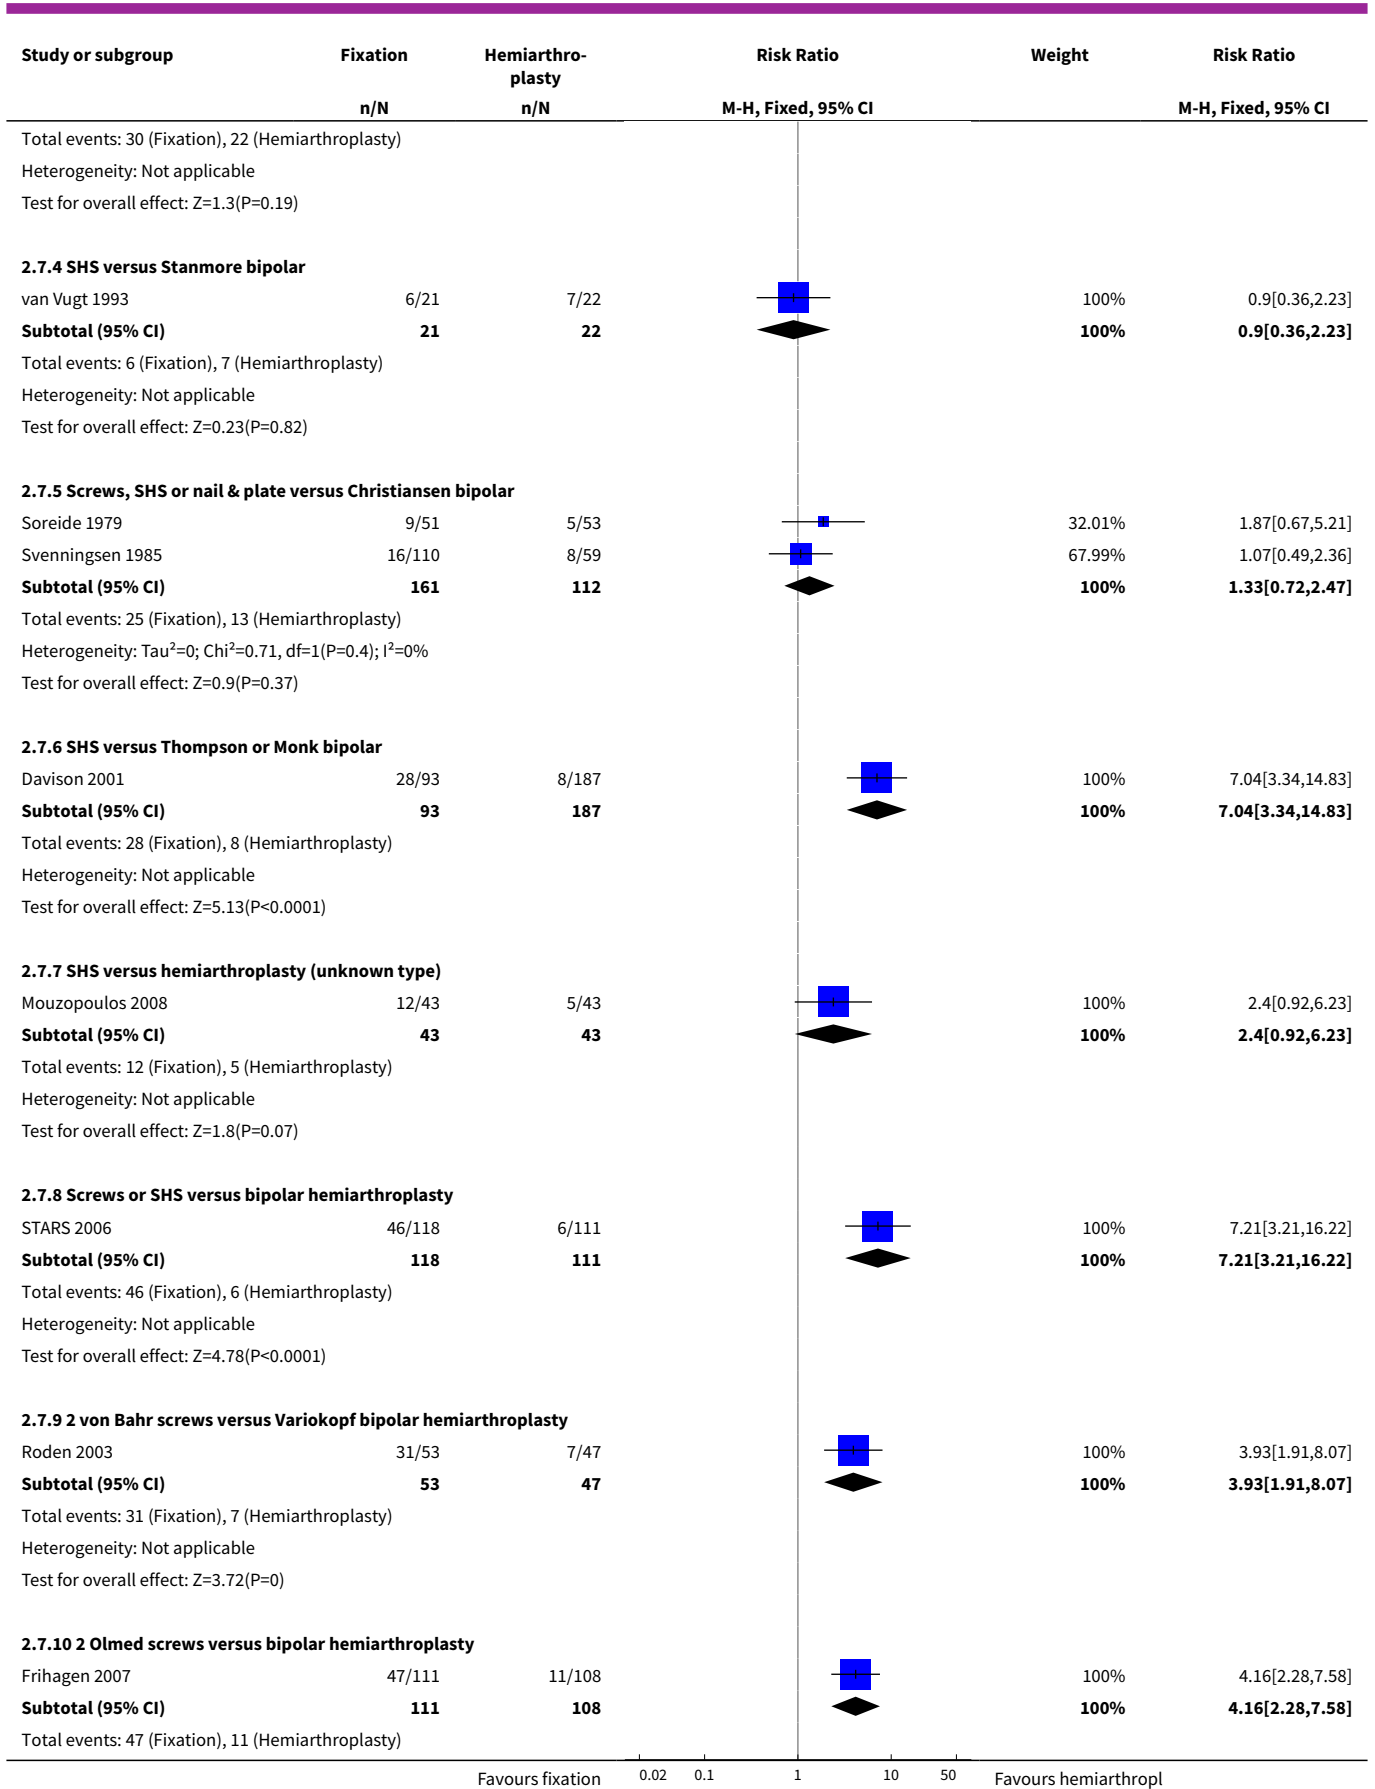 Study or subgroup Fixation Hemiarthro- Risk Ratio Weight Risk Ratio
plasty
n/N n/N M-H, Fixed, 95% CI M-H, Fixed, 95% CI
Total events: 30 (Fixation), 22 (Hemiarthroplasty)
Heterogeneity: Not applicable
Test for overall effect: Z=1.3(P=0.19)
2.7.4 SHS versus Stanmore bipolar
van Vugt 1993 6/21 7/22 100% 0.9[0.36,2.23]
Subtotal (95% CI) 21 22 100% 0.9[0.36,2.23]
Total events: 6 (Fixation), 7 (Hemiarthroplasty)
Heterogeneity: Not applicable
Test for overall effect: Z=0.23(P=0.82)
2.7.5 Screws, SHS or nail & plate versus Christiansen bipolar
Soreide 1979 9/51 5/53 32.01% 1.87[0.67,5.21]
Svenningsen 1985 16/110 8/59 67.99% 1.07[0.49,2.36]
Subtotal (95% CI) 161 112 100% 1.33[0.72,2.47]
Total events: 25 (Fixation), 13 (Hemiarthroplasty)
Heterogeneity: Tau²=0; Chi²=0.71, df=1(P=0.4); I²=0%
Test for overall effect: Z=0.9(P=0.37)
2.7.6 SHS versus Thompson or Monk bipolar
Davison 2001 28/93 8/187 100% 7.04[3.34,14.83]
Subtotal (95% CI) 93 187 100% 7.04[3.34,14.83]
Total events: 28 (Fixation), 8 (Hemiarthroplasty)
Heterogeneity: Not applicable
Test for overall effect: Z=5.13(P<0.0001)
2.7.7 SHS versus hemiarthroplasty (unknown type)
Mouzopoulos 2008 12/43 5/43 100% 2.4[0.92,6.23]
Subtotal (95% CI) 43 43 100% 2.4[0.92,6.23]
Total events: 12 (Fixation), 5 (Hemiarthroplasty)
Heterogeneity: Not applicable
Test for overall effect: Z=1.8(P=0.07)
2.7.8 Screws or SHS versus bipolar hemiarthroplasty
STARS 2006 46/118 6/111 100% 7.21[3.21,16.22]
Subtotal (95% CI) 118 111 100% 7.21[3.21,16.22]
Total events: 46 (Fixation), 6 (Hemiarthroplasty)
Heterogeneity: Not applicable
Test for overall effect: Z=4.78(P<0.0001)
2.7.9 2 von Bahr screws versus Variokopf bipolar hemiarthroplasty
Roden 2003 31/53 7/47 100% 3.93[1.91,8.07]
Subtotal (95% CI) 53 47 100% 3.93[1.91,8.07]
Total events: 31 (Fixation), 7 (Hemiarthroplasty)
Heterogeneity: Not applicable
Test for overall effect: Z=3.72(P=0)
2.7.10 2 Olmed screws versus bipolar hemiarthroplasty
Frihagen 2007 47/111 11/108 100% 4.16[2.28,7.58]
Subtotal (95% CI) 111 108 100% 4.16[2.28,7.58]
Total events: 47 (Fixation), 11 (Hemiarthroplasty)
Favours fixation 0.02 0.1 1 10 50 Favours hemiarthropl